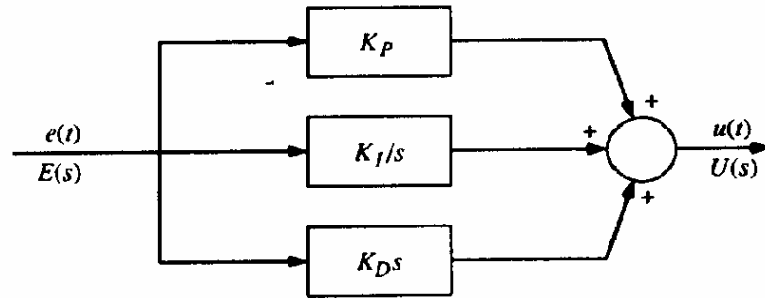 K_P
+
e(t)
E(s)
K_I/s
+
u(t)
U(s)
+
K_D s